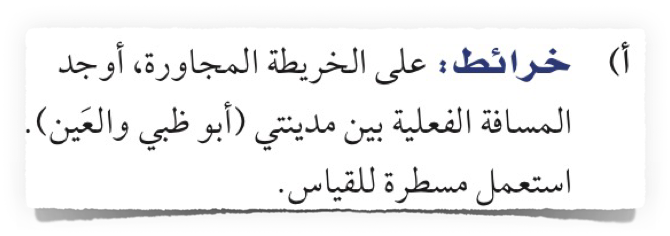 أ) خرائط: على الخريطة المجاورة، أوجد
المسافة الفعلية بين مدينتي (أبو ظبي والعَين).
استعمل مسطرة للقياس.